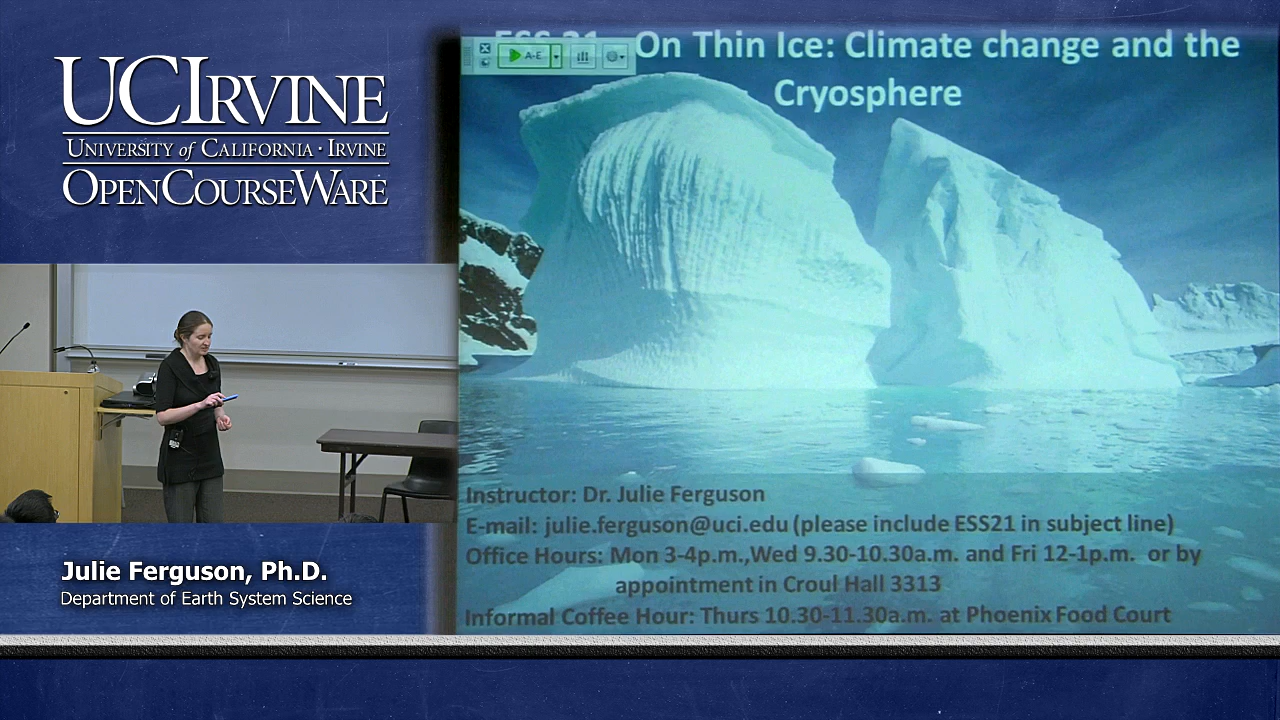 UCIRVINE
UNIVERSITY of CALIFORNIA · IRVINE
OPENCOURSEWARE
Julie Ferguson, Ph.D.
Department of Earth System Science
A-E
ESS 21 On Thin Ice: Climate change and the
Cryosphere
Instructor: Dr. Julie Ferguson
E-mail: julie.ferguson@uci.edu (please include ESS21 in subject line)
Office Hours: Mon 3-4p.m.,Wed 9.30-10.30a.m. and Fri 12-1p.m. or by
appointment in Croul Hall 3313
Informal Coffee Hour: Thurs 10.30-11.30a.m. at Phoenix Food Court